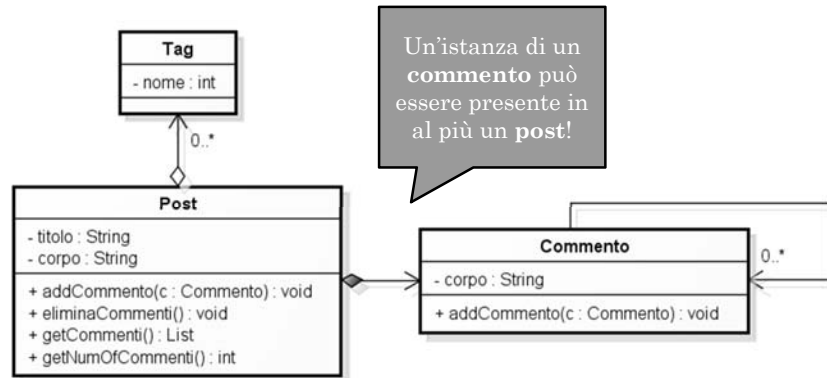 Tag
- nome : int
0..*
Un'istanza di un
commento può
essere presente in
al più un post!
Post
- titolo : String
- corpo : String
+ addCommento(c : Commento) : void
+ eliminaCommenti() : void
+ getCommenti() : List
+ getNumOfCommenti() : int
Commento
- corpo : String
+ addCommento(c : Commento) : void
0..*